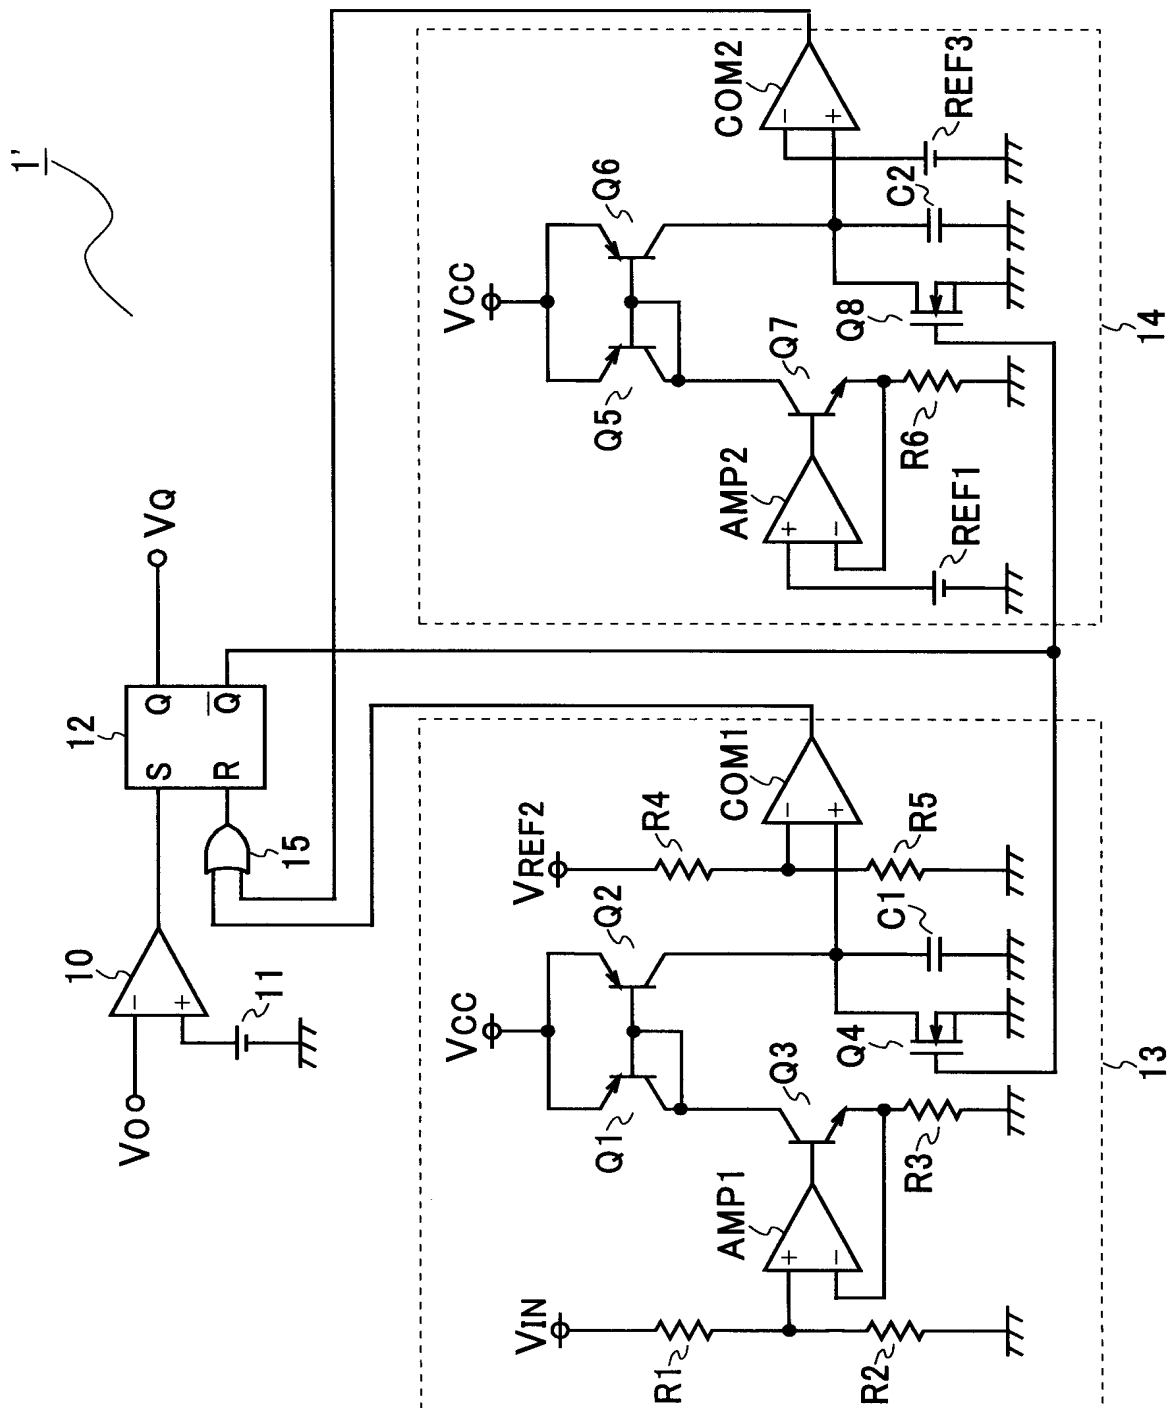 1'
VO
10
−
+
11
12
S
R
Q
Q̅
VQ
15
VIN
R1
R2
AMP1
+
−
VCC
Q1
Q2
Q3
R3
Q4
C1
VREF2
R4
R5
COM1
−
+
13
REF1
AMP2
+
−
VCC
Q5
Q6
Q7
R6
Q8
C2
REF3
COM2
−
+
14